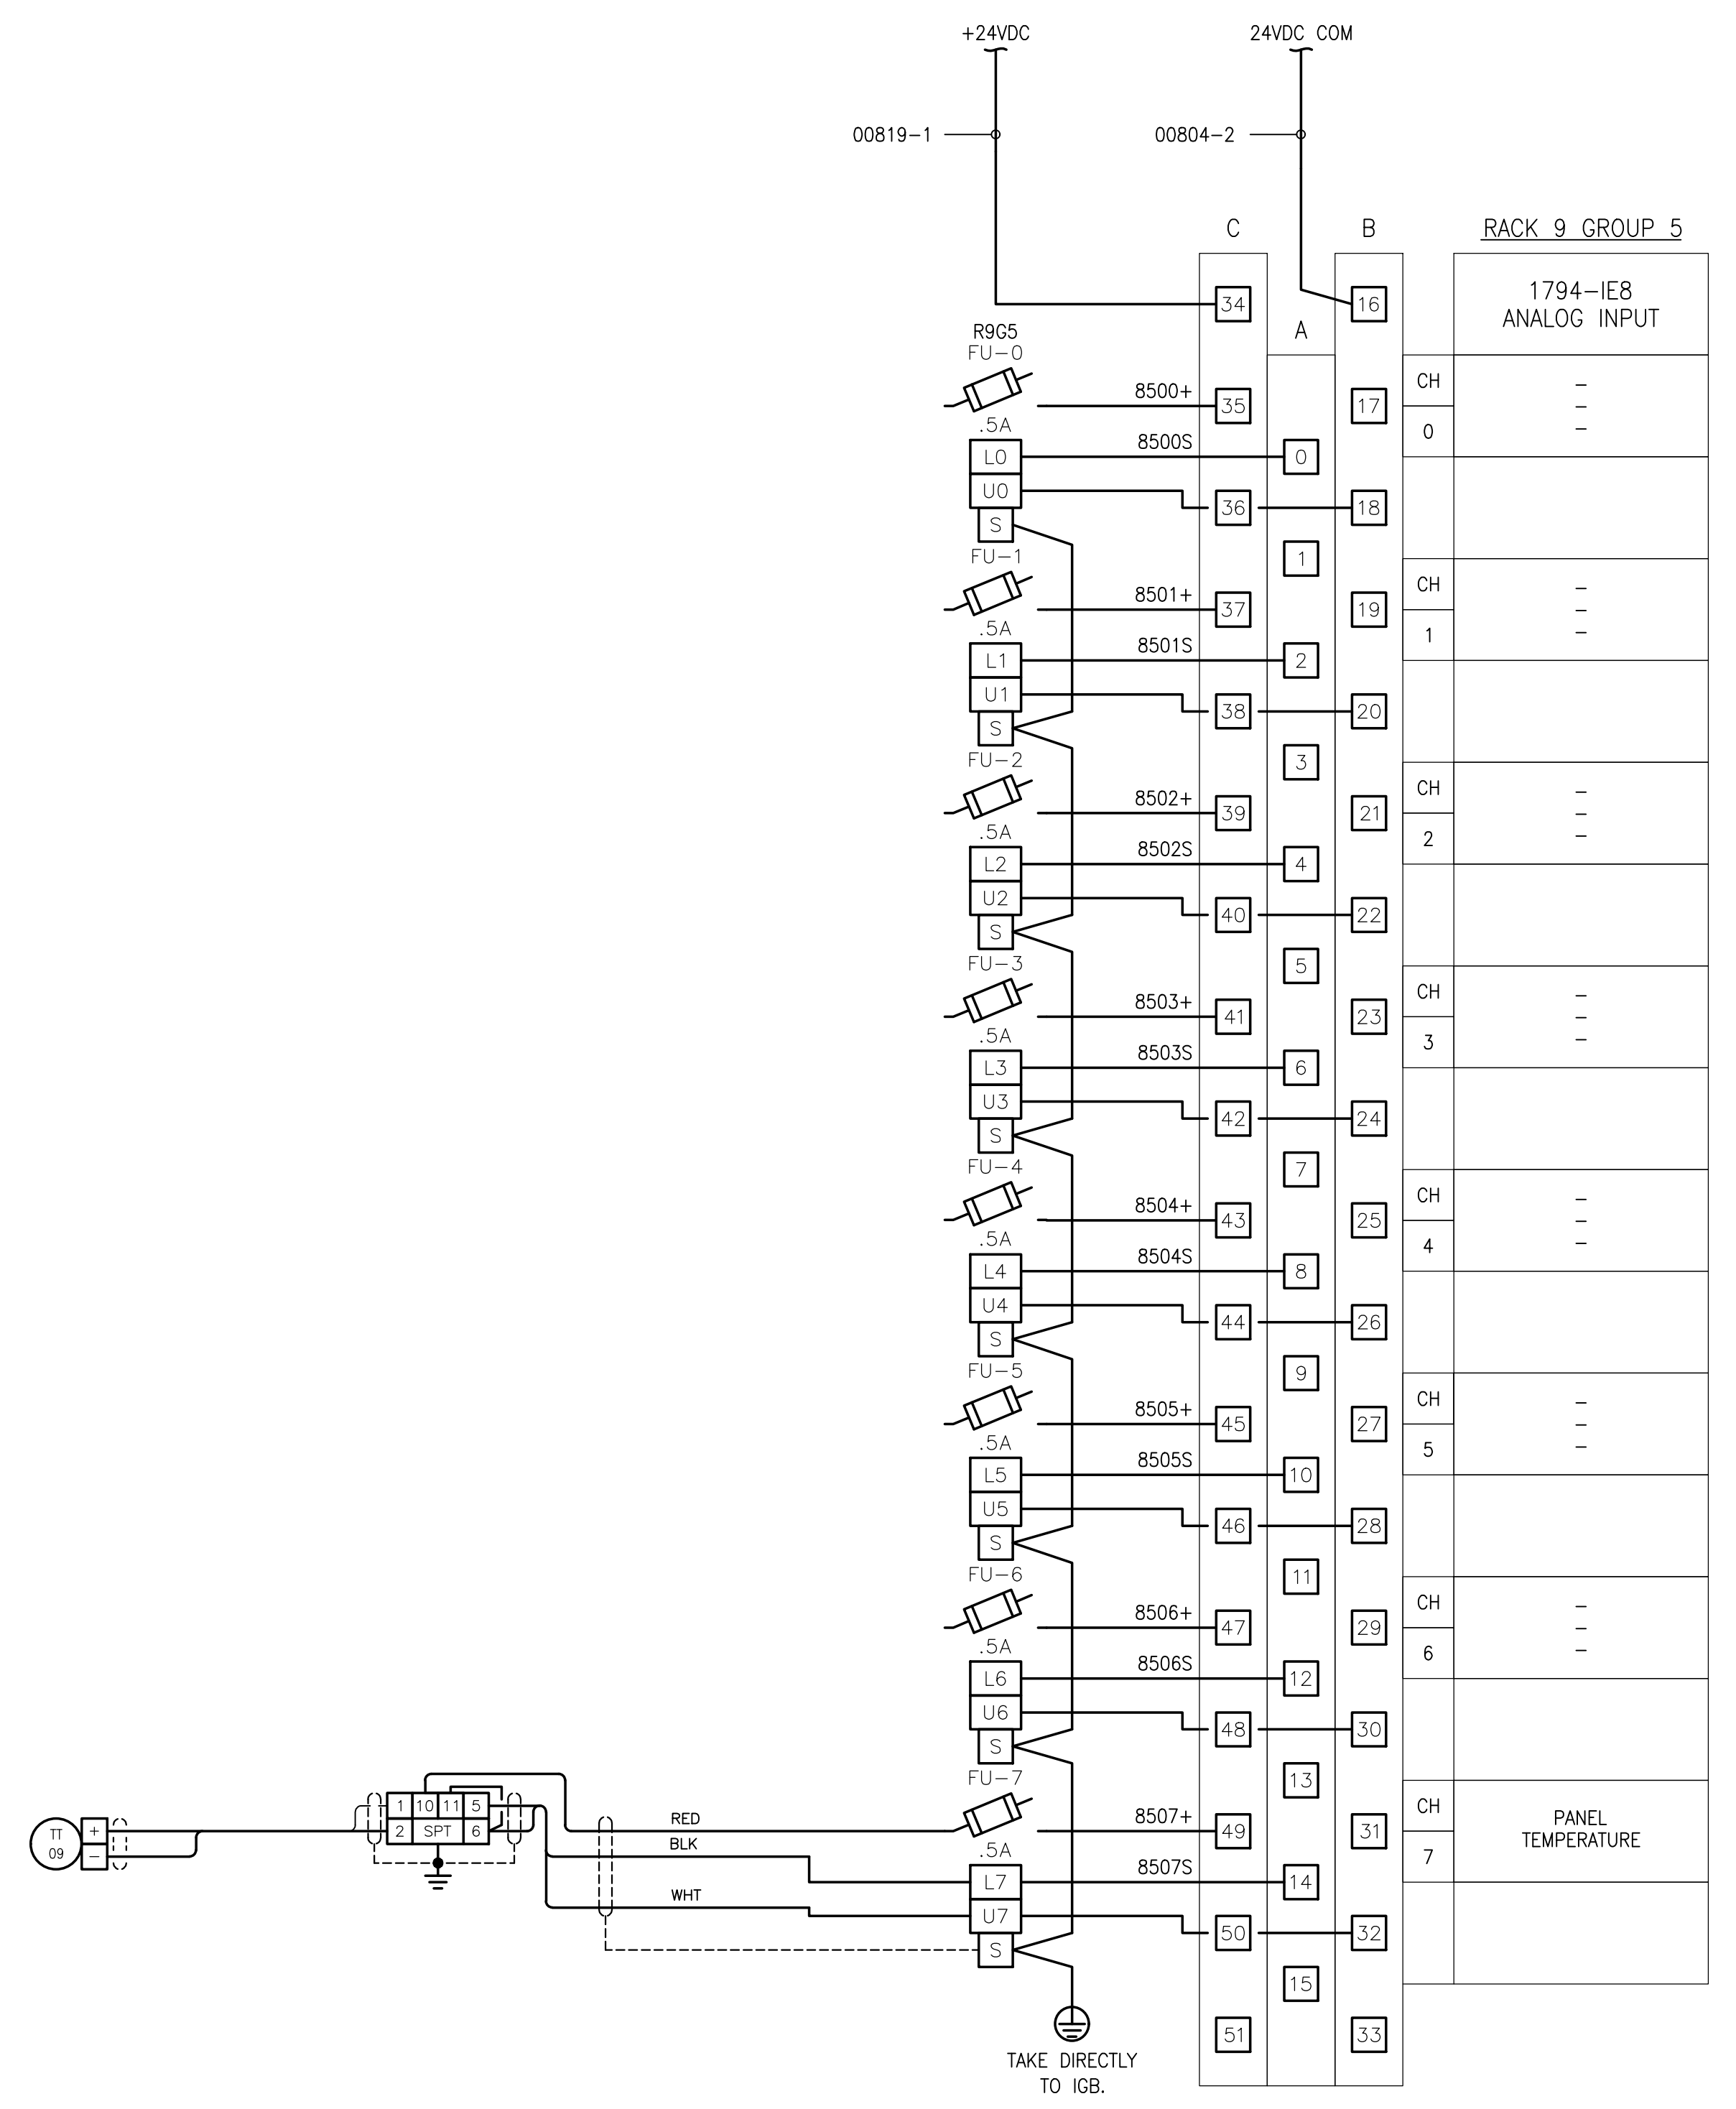 +24VDC 24VDC COM
00819-1 00804-2
C B RACK 9 GROUP 5
34 16 1794-IE8
ANALOG INPUT
R9G5 A
FU-0
8500+ 35 17 CH –
–
–
.5A 0
8500S
L0 0
U0 36 18
S
FU-1 1
8501+ 37 19 CH –
–
–
.5A 1
8501S
L1 2
U1 38 20
S
FU-2 3
8502+ 39 21 CH –
–
–
.5A 2
8502S
L2 4
U2 40 22
S
FU-3 5
8503+ 41 23 CH –
–
–
.5A 3
8503S
L3 6
U3 42 24
S
FU-4 7
8504+ 43 25 CH –
–
–
.5A 4
8504S
L4 8
U4 44 26
S
FU-5 9
8505+ 45 27 CH –
–
–
.5A 5
8505S
L5 10
U5 46 28
S
FU-6 11
8506+ 47 29 CH –
–
–
.5A 6
8506S
L6 12
U6 48 30
S
FU-7 13
1 10 11 5
TT + 2 SPT 6
09 –
RED 8507+ 49 31 CH PANEL
TEMPERATURE
BLK .5A 7
8507S
L7 14
WHT U7 50 32
S
15
51 33
TAKE DIRECTLY
TO IGB.